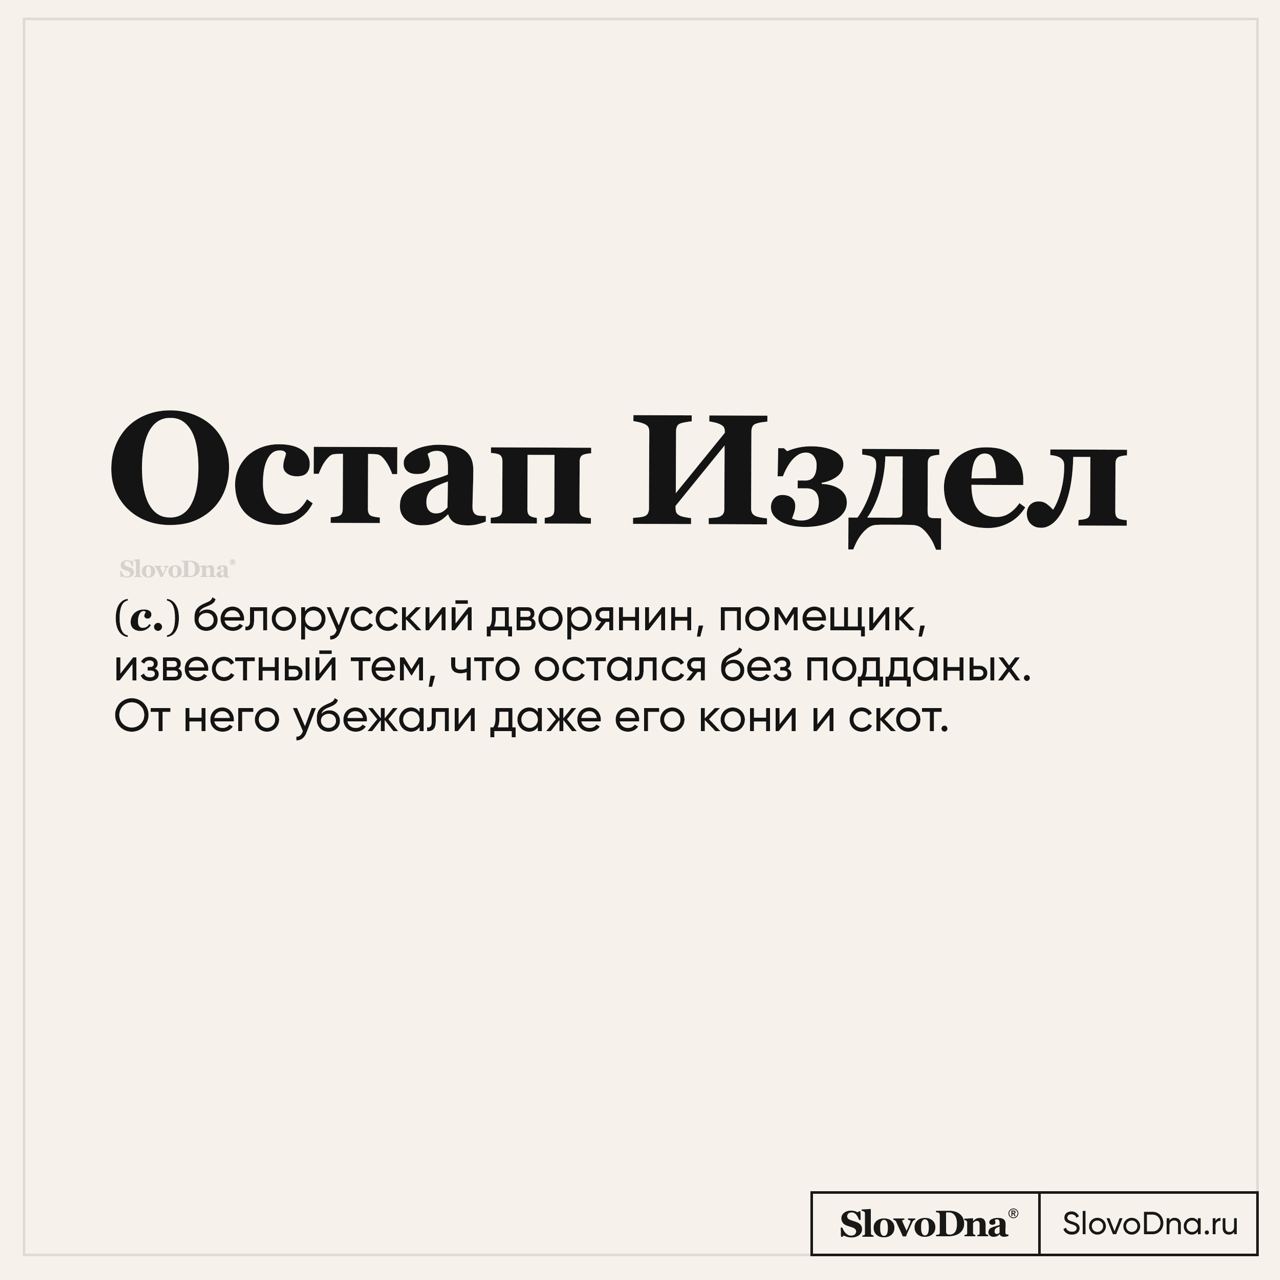 Остап Издел
SlovoDna®
(с.) белорусский дворянин, помещик,
известный тем, что остался без подданых.
От него убежали даже его кони и скот.
SlovoDna®
SlovoDna.ru